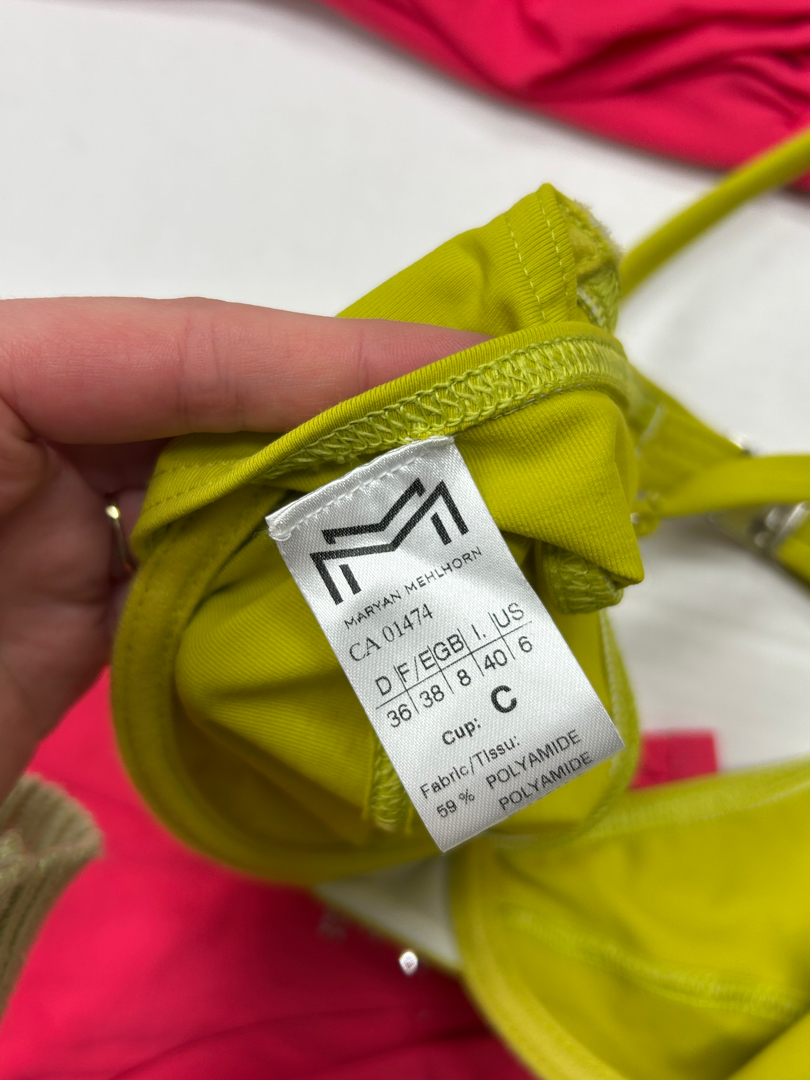 MARYAN MEHLHORN
CA 01474
D F/E GB I. US
36 38 8 40 6
Cup: C
Fabric/Tissu:
59 % POLYAMIDE
POLYAMIDE